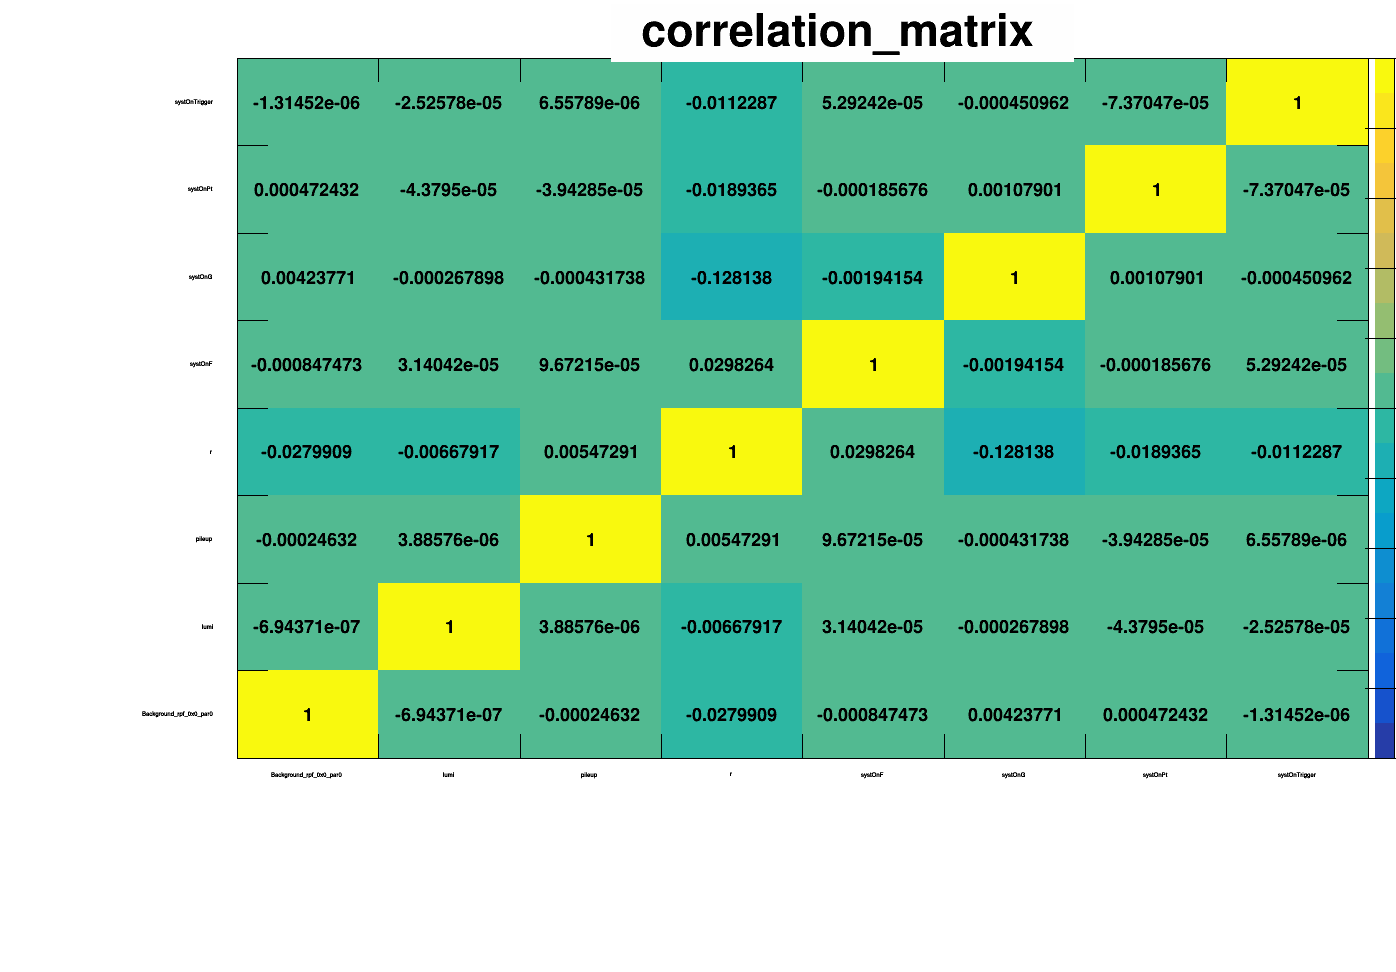 correlation_matrix
systOnTrigger -1.31452e-06 -2.52578e-05 6.55789e-06 -0.0112287 5.29242e-05 -0.000450962 -7.37047e-05 1
systOnPt 0.000472432 -4.3795e-05 -3.94285e-05 -0.0189365 -0.000185676 0.00107901 1 -7.37047e-05
systOnG 0.00423771 -0.000267898 -0.000431738 -0.128138 -0.00194154 1 0.00107901 -0.000450962
systOnF -0.000847473 3.14042e-05 9.67215e-05 0.0298264 1 -0.00194154 -0.000185676 5.29242e-05
r -0.0279909 -0.00667917 0.00547291 1 0.0298264 -0.128138 -0.0189365 -0.0112287
pileup -0.00024632 3.88576e-06 1 0.00547291 9.67215e-05 -0.000431738 -3.94285e-05 6.55789e-06
lumi -6.94371e-07 1 3.88576e-06 -0.00667917 3.14042e-05 -0.000267898 -4.3795e-05 -2.52578e-05
Background_rpf_0x0_par0 1 -6.94371e-07 -0.00024632 -0.0279909 -0.000847473 0.00423771 0.000472432 -1.31452e-06
Background_rpf_0x0_par0 lumi pileup r systOnF systOnG systOnPt systOnTrigger